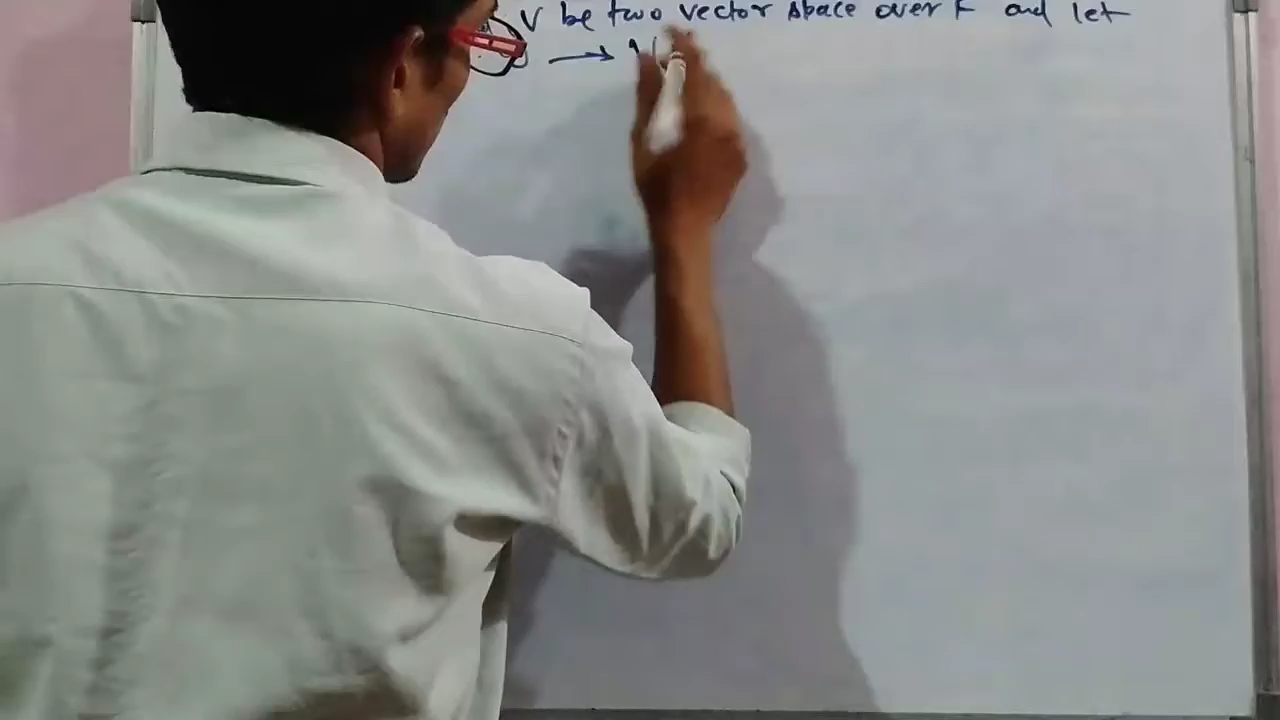 V be two vector space over F and let
→ V